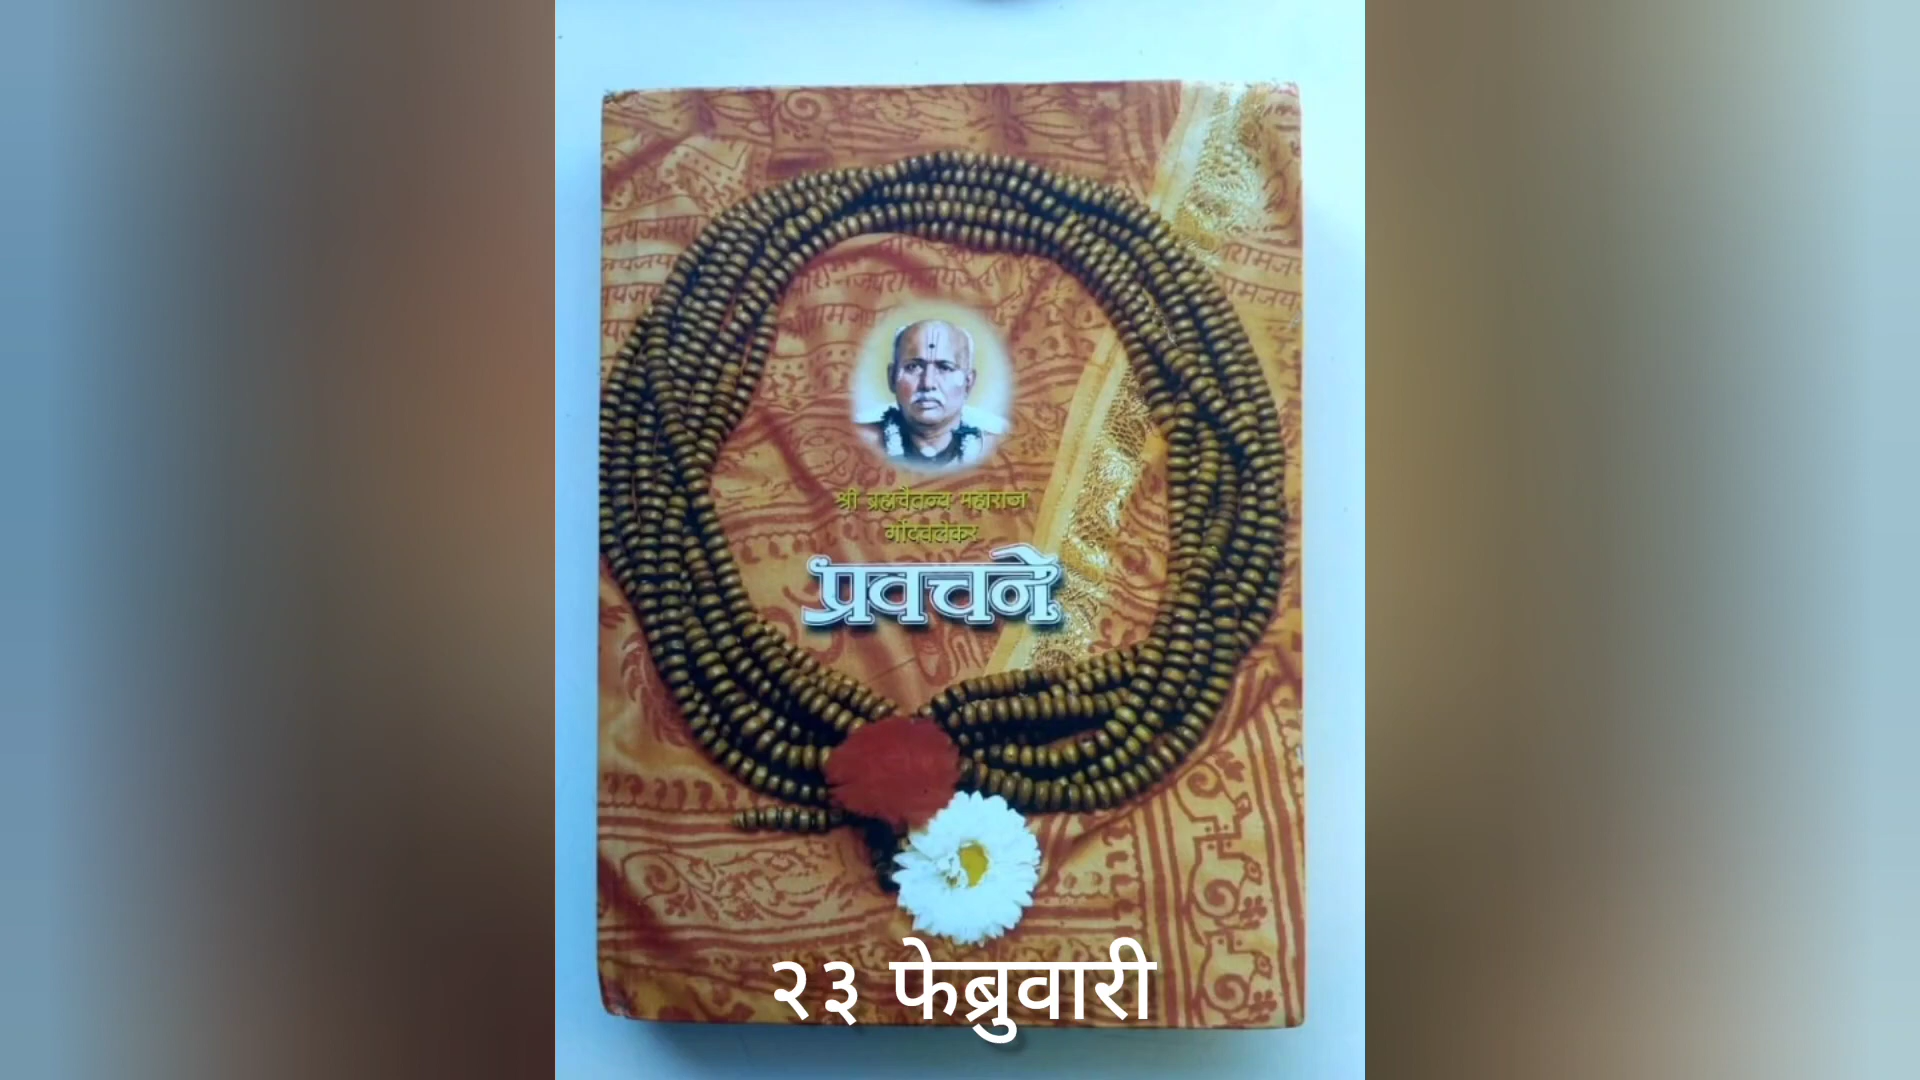 श्री ब्रह्मचैतन्य महाराज
गोंदवलेकर
प्रवचने
२३ फेब्रुवारी